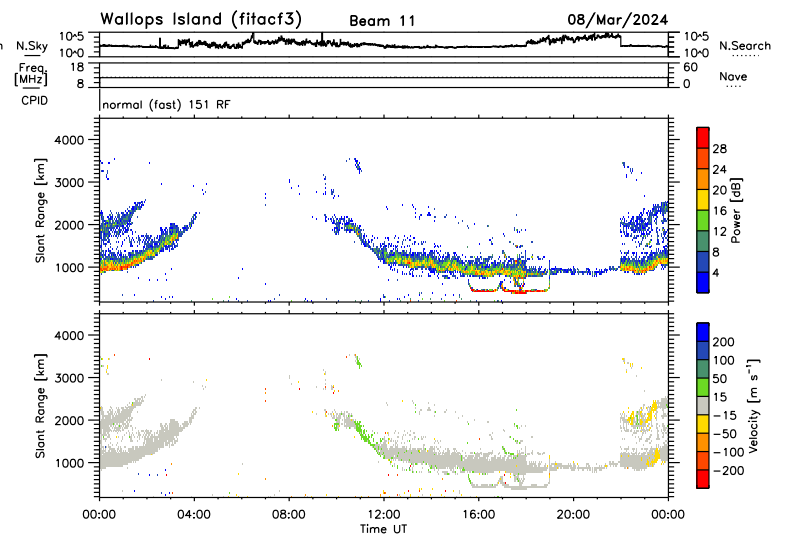 Wallops Island (fitacf3) Beam 11 08/Mar/2024
n N.Sky 10^5 10^0 10^5 10^0 N.Search
Freq. [MHz] 18 8 60 0 Nave
CPID normal (fast) 151 RF
Slant Range [km] 4000 3000 2000 1000
Power [dB] 28 24 20 16 12 8 4
Slant Range [km] 4000 3000 2000 1000
Velocity [m s⁻¹] 200 100 50 15 −15 −50 −100 −200
00:00 04:00 08:00 12:00 16:00 20:00 00:00
Time UT